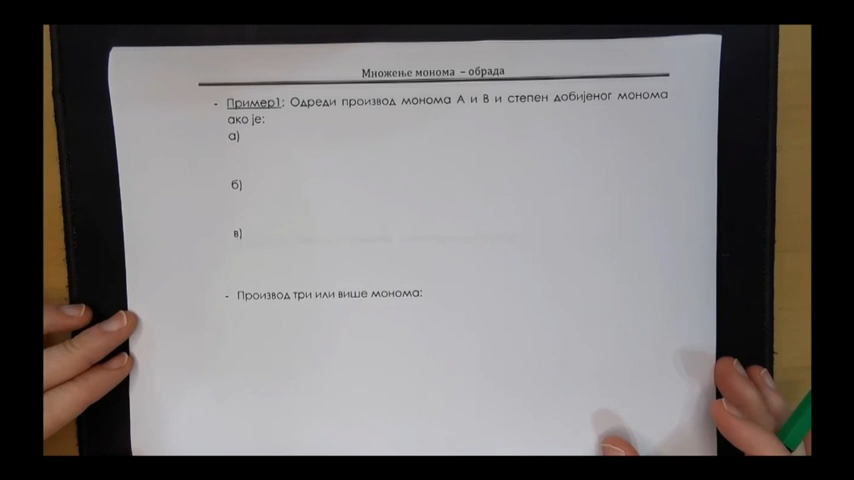 Множење монома – обрада
- Пример1: Одреди производ монома А и В и степен добијеног монома
ако је:
а)
б)
в)
- Производ три или више монома: